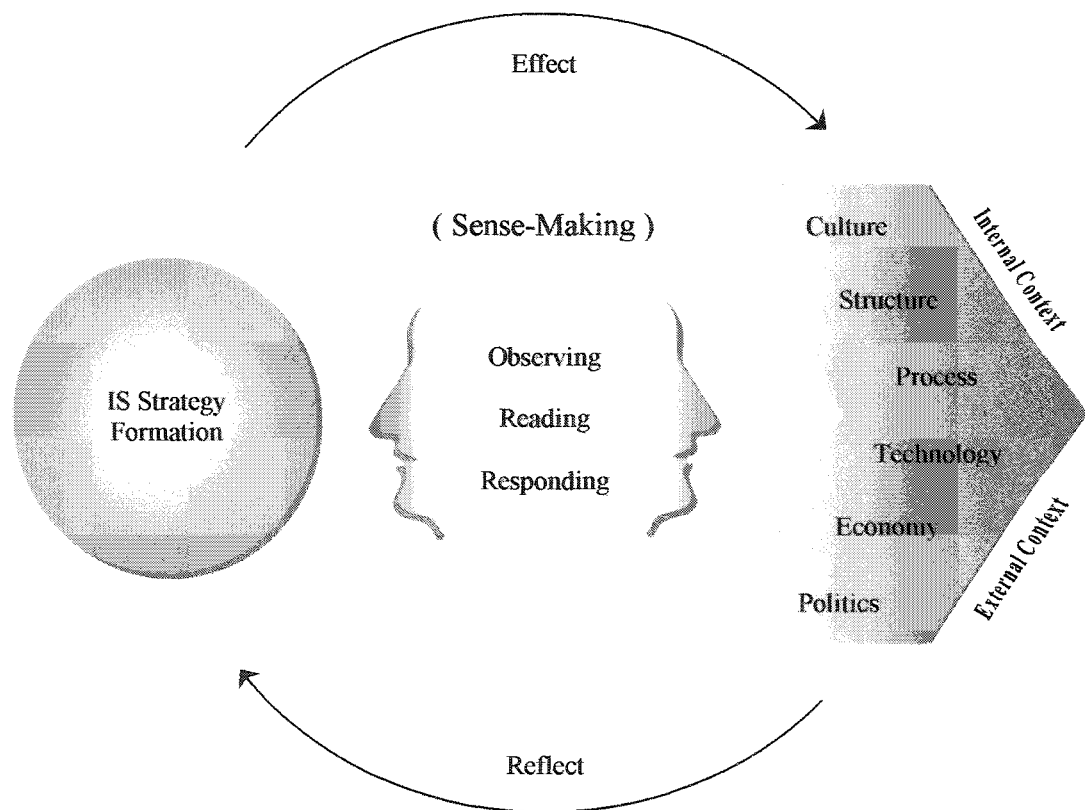 Effect
( Sense-Making )
IS Strategy
Formation
Observing
Reading
Responding
Culture
Structure
Process
Technology
Economy
Politics
Internal Context
External Context
Reflect